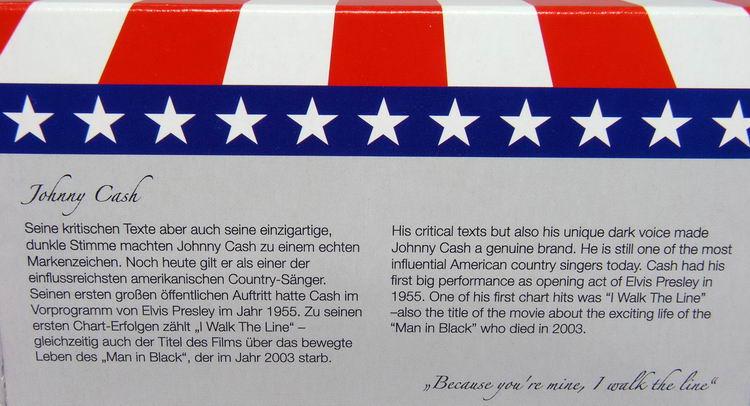 Johnny Cash
Seine kritischen Texte aber auch seine einzigartige,
dunkle Stimme machten Johnny Cash zu einem echten
Markenzeichen. Noch heute gilt er als einer der
einflussreichsten amerikanischen Country-Sänger.
Seinen ersten großen öffentlichen Auftritt hatte Cash im
Vorprogramm von Elvis Presley im Jahr 1955. Zu seinen
ersten Chart-Erfolgen zählt „I Walk The Line“ –
gleichzeitig auch der Titel des Films über das bewegte
Leben des „Man in Black“, der im Jahr 2003 starb.
His critical texts but also his unique dark voice made
Johnny Cash a genuine brand. He is still one of the most
influential American country singers today. Cash had his
first big performance as opening act of Elvis Presley in
1955. One of his first chart hits was “I Walk The Line”
–also the title of the movie about the exciting life of the
“Man in Black” who died in 2003.
„Because you're mine, I walk the line“